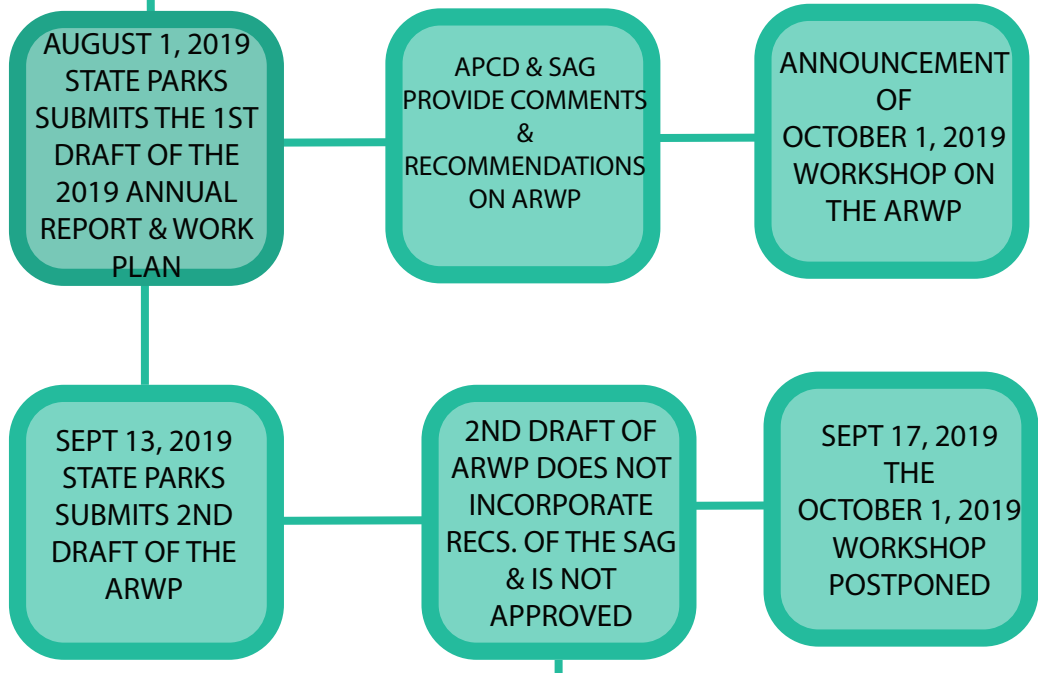 AUGUST 1, 2019
STATE PARKS
SUBMITS THE 1ST
DRAFT OF THE
2019 ANNUAL
REPORT & WORK
PLAN
APCD & SAG
PROVIDE COMMENTS
&
RECOMMENDATIONS
ON ARWP
ANNOUNCEMENT
OF
OCTOBER 1, 2019
WORKSHOP ON
THE ARWP
SEPT 13, 2019
STATE PARKS
SUBMITS 2ND
DRAFT OF THE
ARWP
2ND DRAFT OF
ARWP DOES NOT
INCORPORATE
RECS. OF THE SAG
& IS NOT
APPROVED
SEPT 17, 2019
THE
OCTOBER 1, 2019
WORKSHOP
POSTPONED